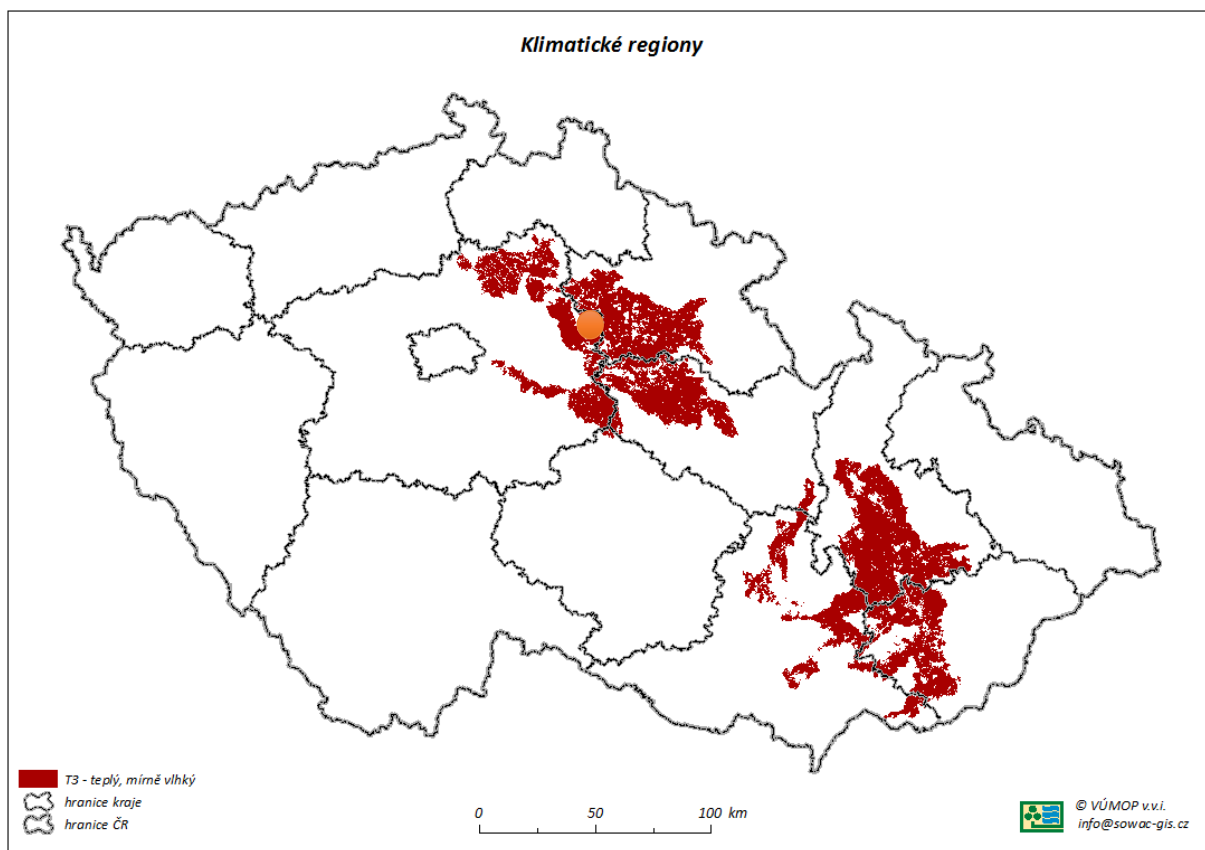 Klimatické regiony
T3 - teplý, mírně vlhký
hranice kraje
hranice ČR
0 50 100 km
© VÚMOP v.v.i.
info@sowac-gis.cz